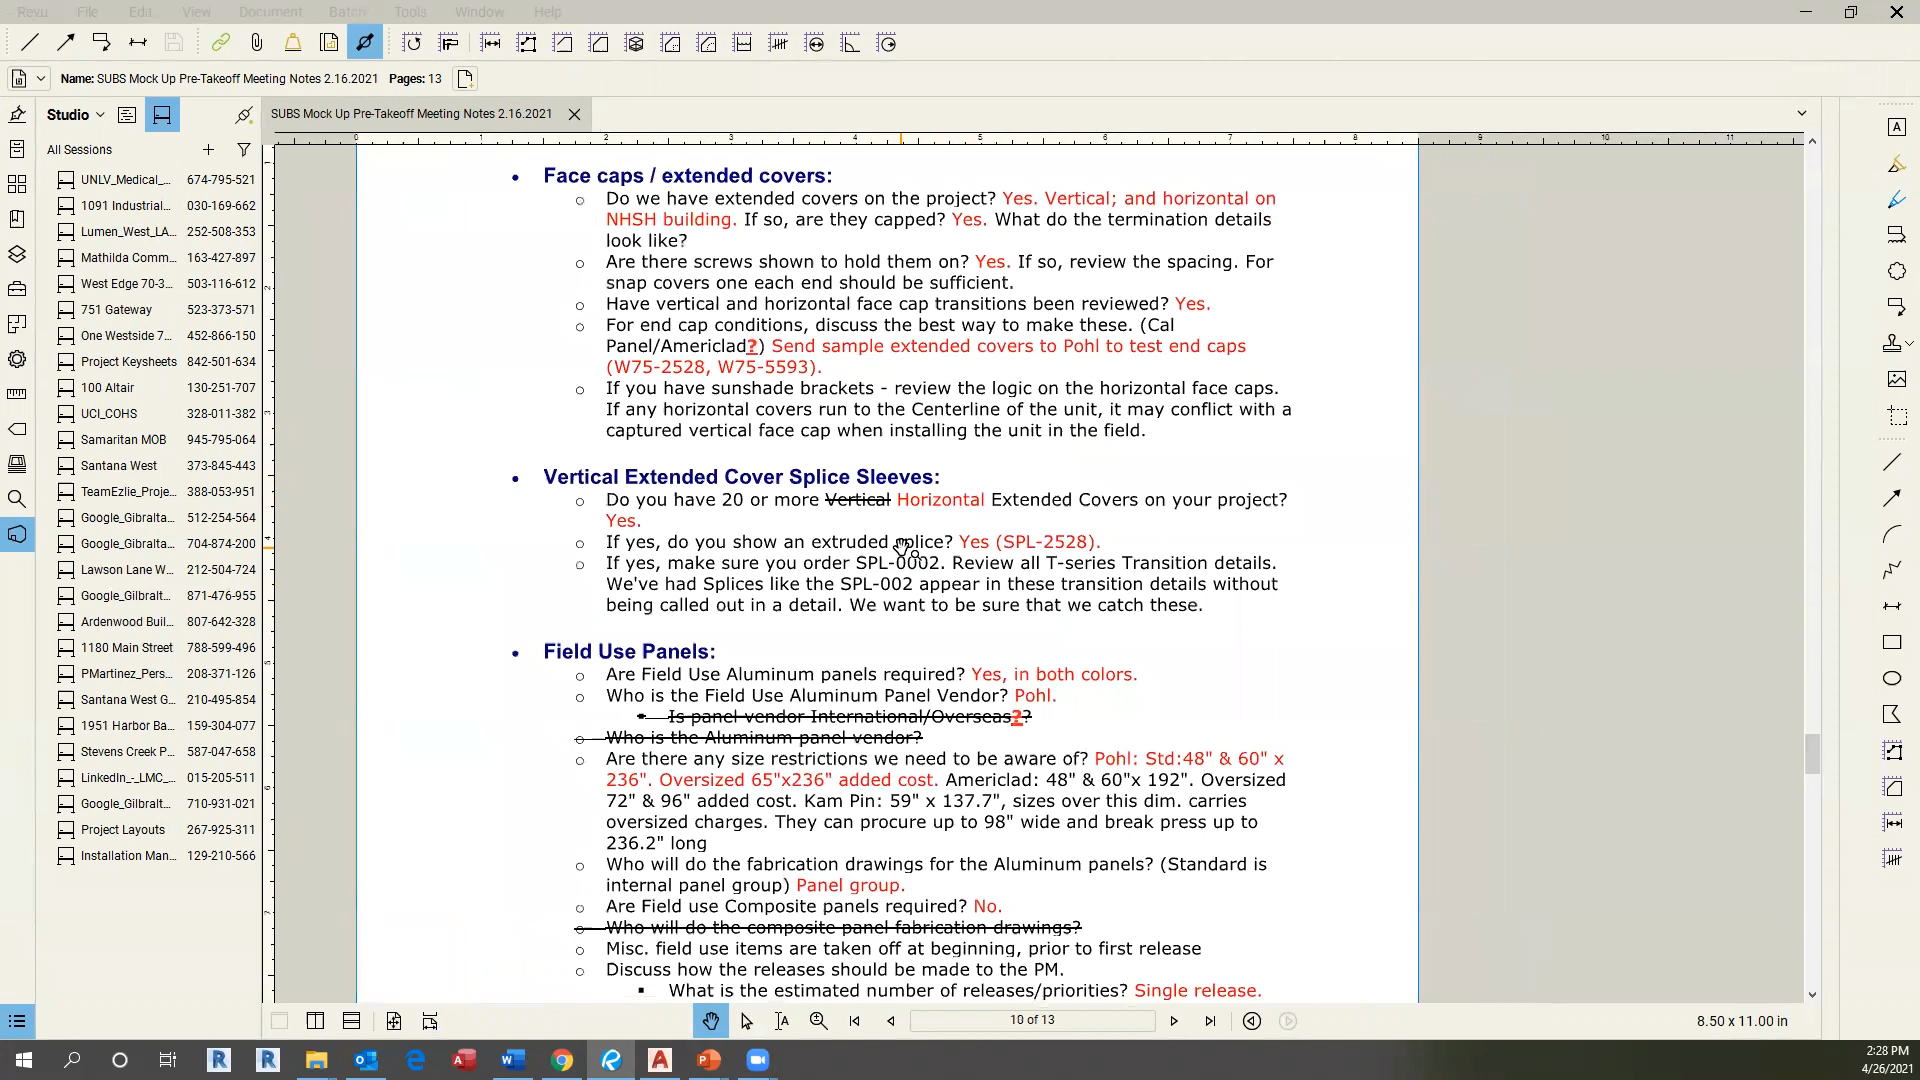 Revu File Edit View Document Batch Tools Window Help
Name: SUBS Mock Up Pre-Takeoff Meeting Notes 2.16.2021 Pages: 13
Studio
SUBS Mock Up Pre-Takeoff Meeting Notes 2.16.2021
All Sessions
UNLV_Medical_... 674-795-521
1091 Industrial... 030-169-662
Lumen_West_LA... 252-508-353
Mathilda Comm... 163-427-897
West Edge 70-3... 503-116-612
751 Gateway 523-373-571
One Westside 7... 452-866-150
Project Keysheets 842-501-634
100 Altair 130-251-707
UCI_COHS 328-011-382
Samaritan MOB 945-795-064
Santana West 373-845-443
TeamEzlie_Proje... 388-053-951
Google_Gibralta... 512-254-564
Google_Gibralta... 704-874-200
Lawson Lane W... 212-504-724
Google_Gilbralt... 871-476-955
Ardenwood Buil... 807-642-328
1180 Main Street 788-599-496
PMartinez_Pers... 208-371-126
Santana West G... 210-495-854
1951 Harbor Ba... 159-304-077
Stevens Creek P... 587-047-658
LinkedIn_-_LMC_... 015-205-511
Google_Gilbralt... 710-931-021
Project Layouts 267-925-311
Installation Man... 129-210-566
0 1 2 3 4 5 6 7 8 9 10 11
• Face caps / extended covers:
o Do we have extended covers on the project? Yes. Vertical; and horizontal on
NHSH building. If so, are they capped? Yes. What do the termination details
look like?
o Are there screws shown to hold them on? Yes. If so, review the spacing. For
snap covers one each end should be sufficient.
o Have vertical and horizontal face cap transitions been reviewed? Yes.
o For end cap conditions, discuss the best way to make these. (Cal
Panel/Americlad?) Send sample extended covers to Pohl to test end caps
(W75-2528, W75-5593).
o If you have sunshade brackets - review the logic on the horizontal face caps.
If any horizontal covers run to the Centerline of the unit, it may conflict with a
captured vertical face cap when installing the unit in the field.
• Vertical Extended Cover Splice Sleeves:
o Do you have 20 or more Vertical Horizontal Extended Covers on your project?
Yes.
o If yes, do you show an extruded splice? Yes (SPL-2528).
o If yes, make sure you order SPL-0002. Review all T-series Transition details.
We've had Splices like the SPL-002 appear in these transition details without
being called out in a detail. We want to be sure that we catch these.
• Field Use Panels:
o Are Field Use Aluminum panels required? Yes, in both colors.
o Who is the Field Use Aluminum Panel Vendor? Pohl.
▪ Is panel vendor International/Overseas??
o Who is the Aluminum panel vendor?
o Are there any size restrictions we need to be aware of? Pohl: Std:48" & 60" x
236". Oversized 65"x236" added cost. Americlad: 48" & 60"x 192". Oversized
72" & 96" added cost. Kam Pin: 59" x 137.7", sizes over this dim. carries
oversized charges. They can procure up to 98" wide and break press up to
236.2" long
o Who will do the fabrication drawings for the Aluminum panels? (Standard is
internal panel group) Panel group.
o Are Field use Composite panels required? No.
o Who will do the composite panel fabrication drawings?
o Misc. field use items are taken off at beginning, prior to first release
o Discuss how the releases should be made to the PM.
▪ What is the estimated number of releases/priorities? Single release.
10 of 13
8.50 x 11.00 in
2:28 PM
4/26/2021